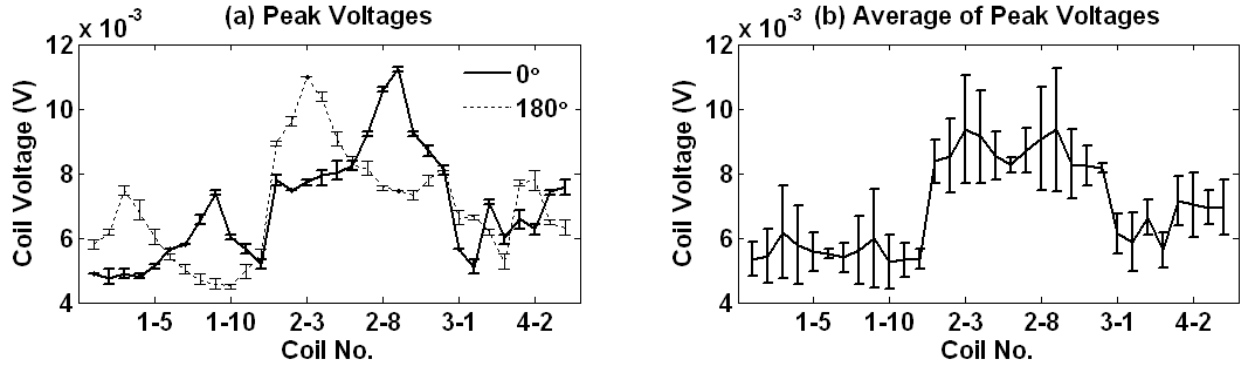 (a) Peak Voltages
x 10-3
12
10
8
6
4
Coil Voltage (V)
0o
180o
1-5 1-10 2-3 2-8 3-1 4-2
Coil No.
(b) Average of Peak Voltages
x 10-3
12
10
8
6
4
Coil Voltage (V)
1-5 1-10 2-3 2-8 3-1 4-2
Coil No.